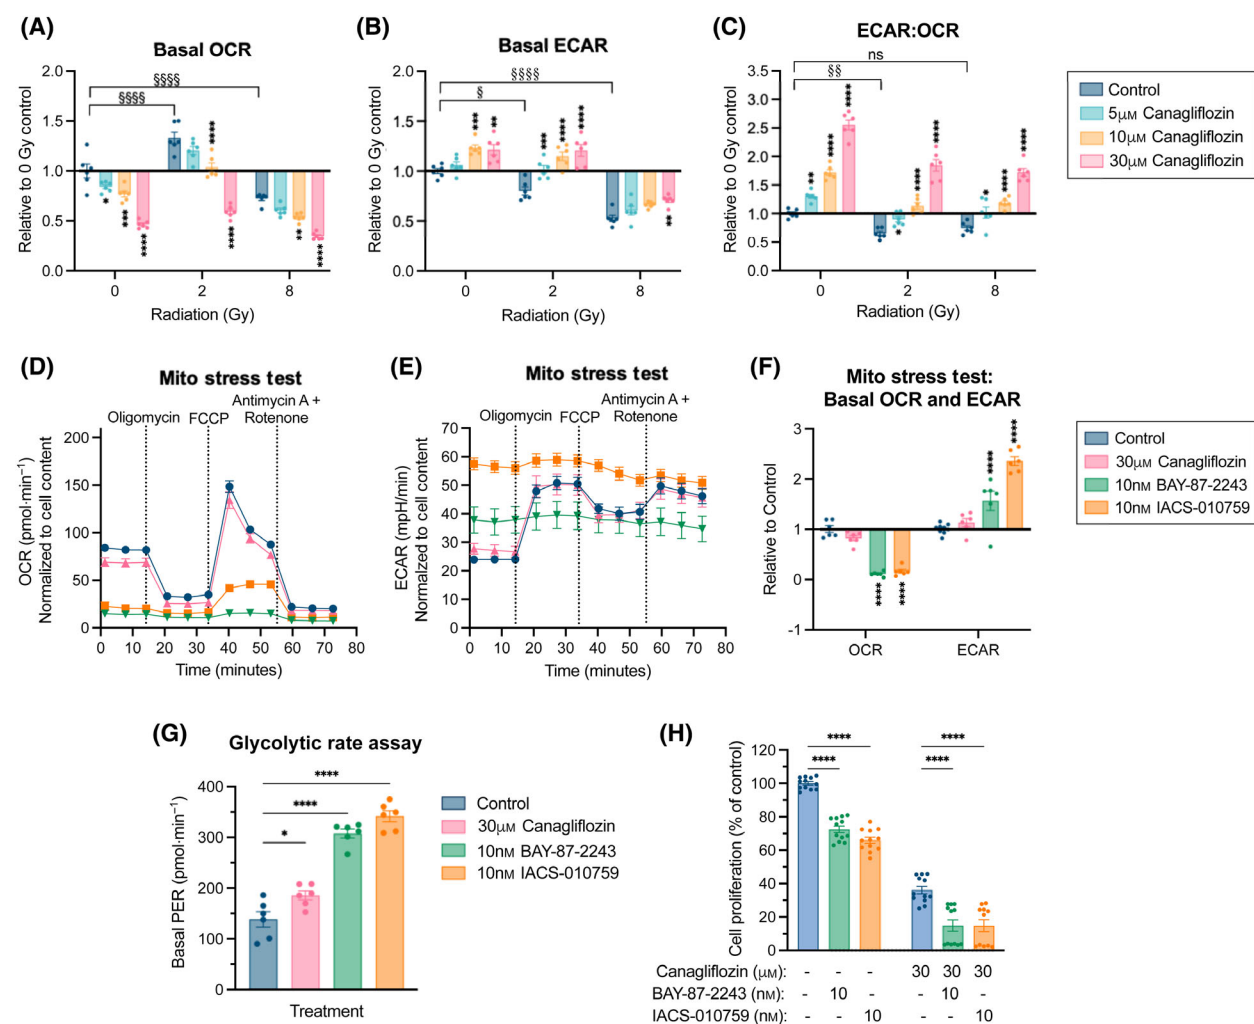 (A)
Basal OCR
Relative to 0 Gy control
2.0
1.5
1.0
0.5
0.0
§§§§
§§§§
*
***
****
****
****
**
****
0
2
8
Radiation (Gy)
(B)
Basal ECAR
Relative to 0 Gy control
2.0
1.5
1.0
0.5
0.0
§§§§
§
***
**
***
****
****
**
0
2
8
Radiation (Gy)
(C)
ECAR:OCR
Relative to 0 Gy control
3.5
3.0
2.5
2.0
1.5
1.0
0.5
0.0
ns
§§
**
****
****
*
****
****
*
****
****
0
2
8
Radiation (Gy)
Control
5μM Canagliflozin
10μM Canagliflozin
30μM Canagliflozin
(D)
Mito stress test
Oligomycin
FCCP
Antimycin A +
Rotenone
OCR (pmol·min⁻¹)
Normalized to cell content
200
150
100
50
0
0 10 20 30 40 50 60 70 80
Time (minutes)
(E)
Mito stress test
Oligomycin
FCCP
Antimycin A +
Rotenone
ECAR (mpH/min)
Normalized to cell content
70
60
50
40
30
20
10
0
0 10 20 30 40 50 60 70 80
Time (minutes)
(F)
Mito stress test:
Basal OCR and ECAR
Relative to Control
3
2
1
0
-1
****
****
****
****
OCR
ECAR
Control
30μM Canagliflozin
10nM BAY-87-2243
10nM IACS-010759
(G)
Glycolytic rate assay
Basal PER (pmol·min⁻¹)
400
300
200
100
0
****
****
*
Treatment
Control
30μM Canagliflozin
10nM BAY-87-2243
10nM IACS-010759
(H)
Cell proliferation (% of control)
120
100
80
60
40
20
0
****
****
****
****
Canagliflozin (μM): - - - 30 30 30
BAY-87-2243 (nM): - 10 - - 10 -
IACS-010759 (nM): - - 10 - - 10